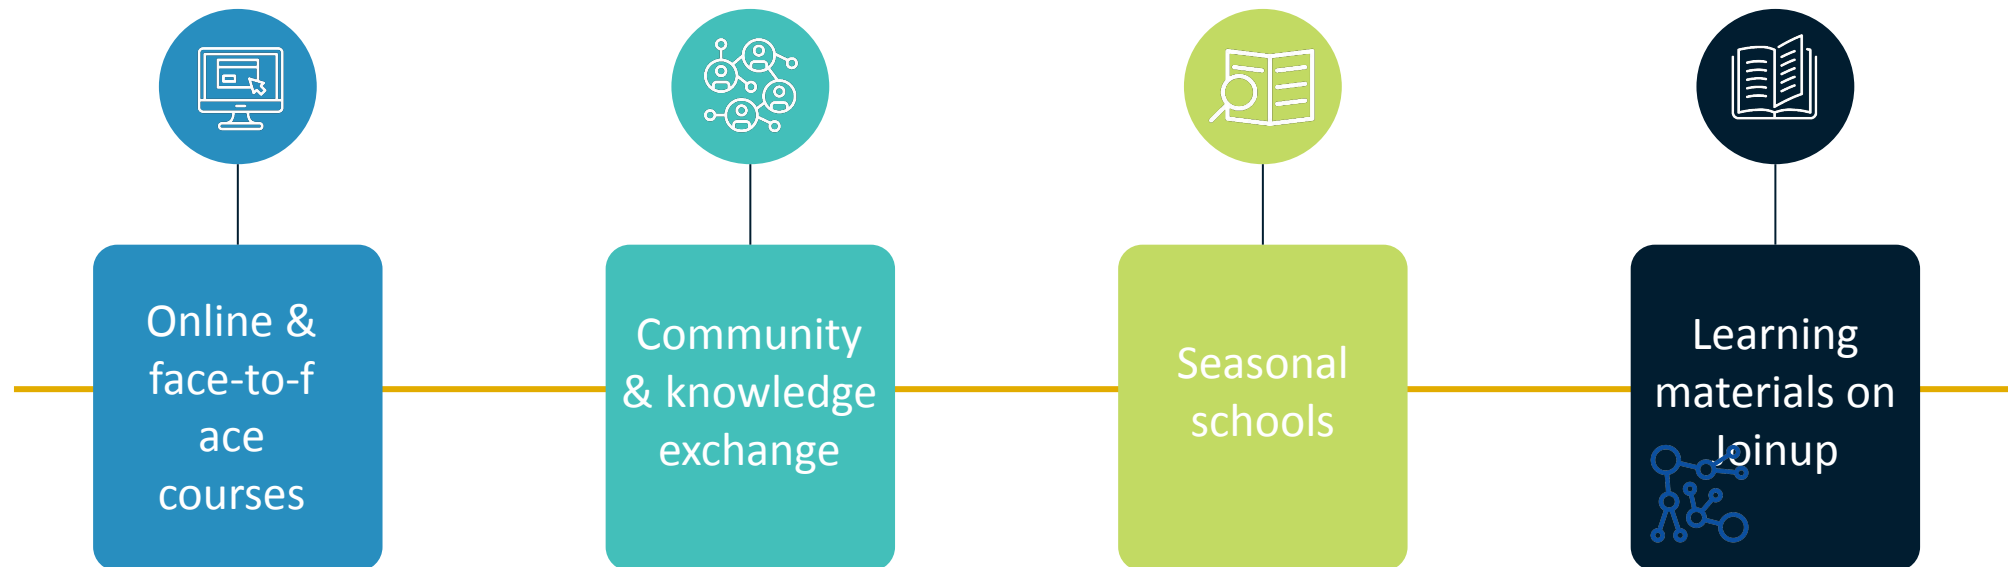 Online &
face-to-f
ace
courses
Community
& knowledge
exchange
Seasonal
schools
Learning
materials on
Joinup